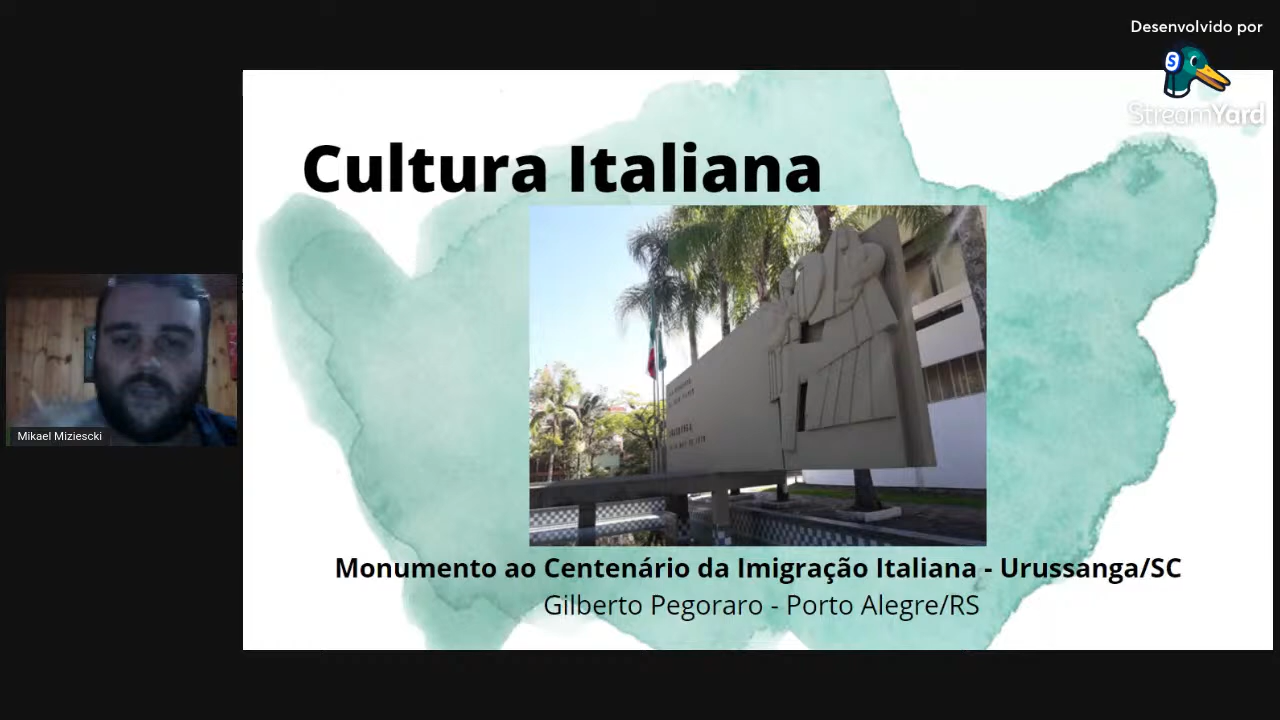 Desenvolvido por
StreamYard
Cultura Italiana
Mikael Miziescki
Monumento ao Centenário da Imigração Italiana - Urussanga/SC
Gilberto Pegoraro - Porto Alegre/RS